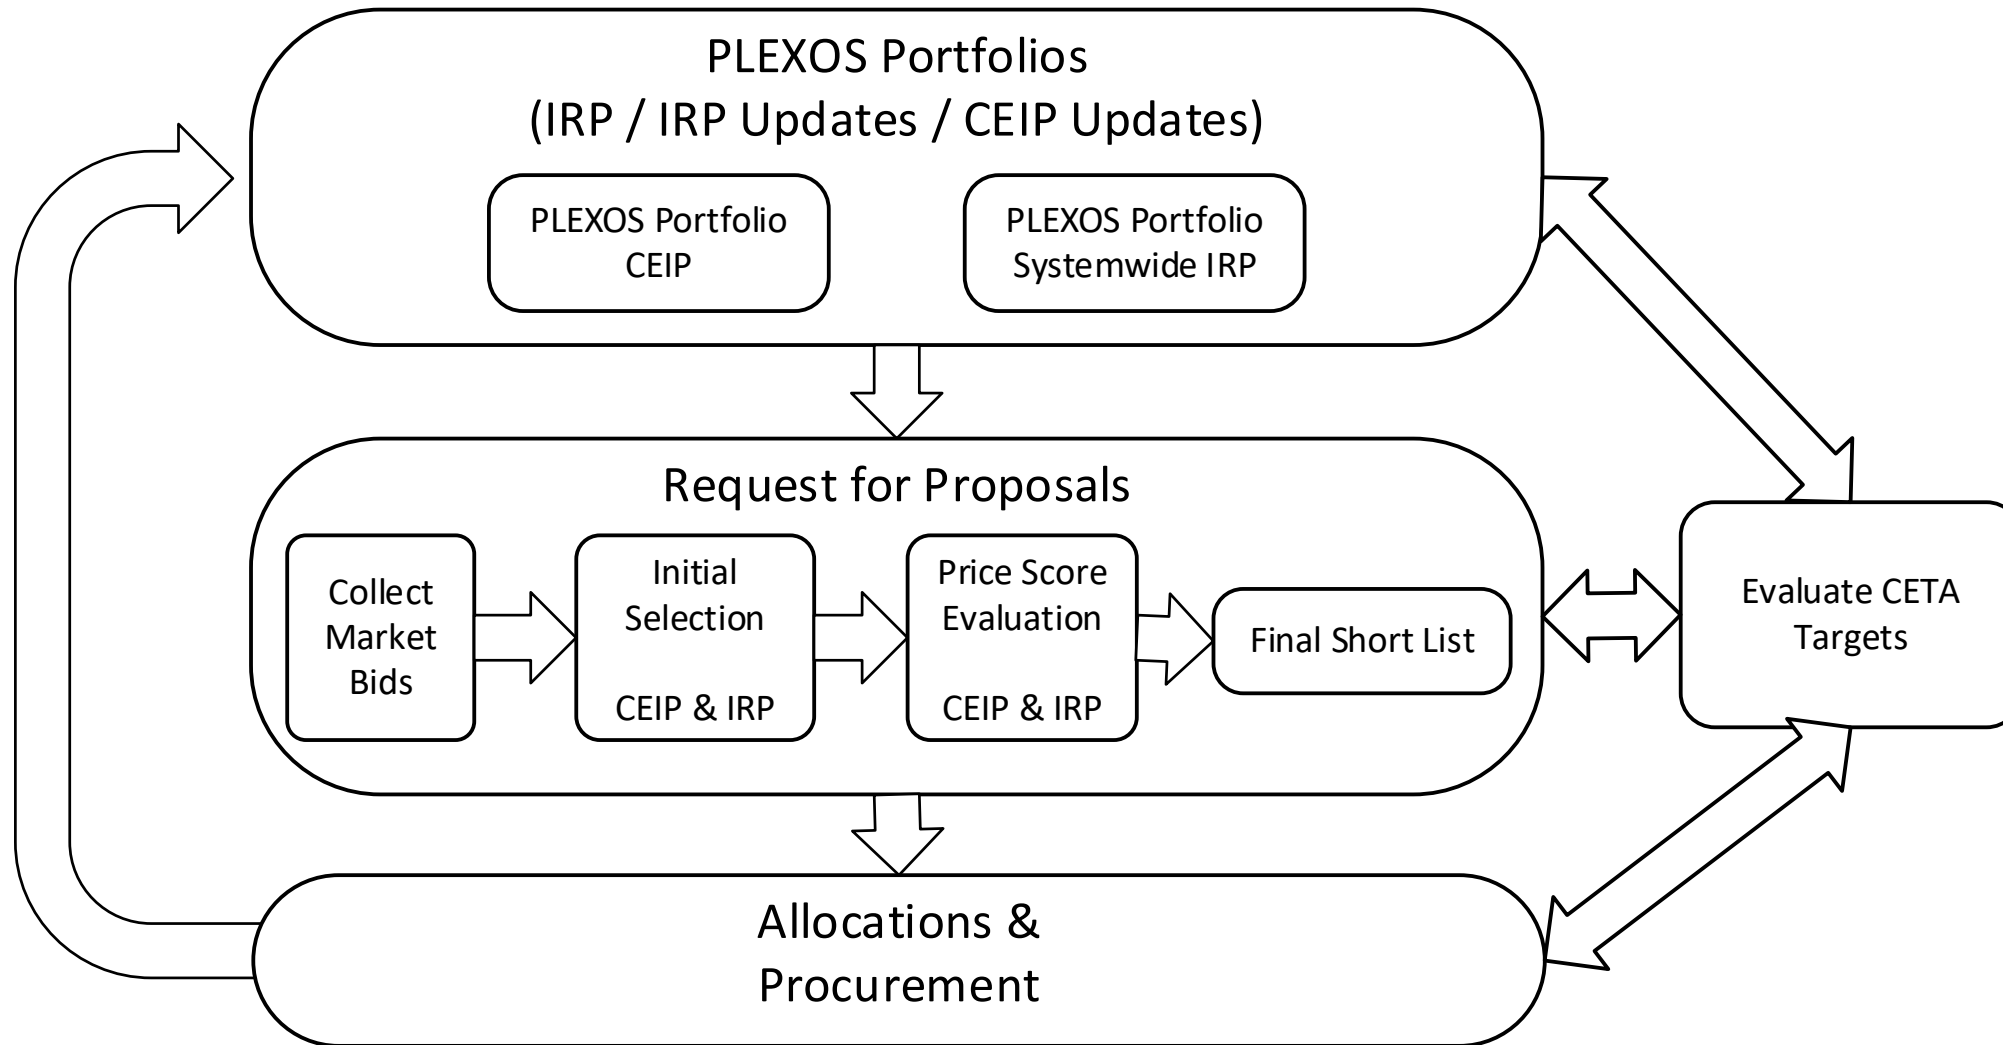 PLEXOS Portfolios
(IRP / IRP Updates / CEIP Updates)
PLEXOS Portfolio
CEIP
PLEXOS Portfolio
Systemwide IRP
Request for Proposals
Collect
Market
Bids
Initial
Selection
CEIP & IRP
Price Score
Evaluation
CEIP & IRP
Final Short List
Evaluate CETA
Targets
Allocations &
Procurement